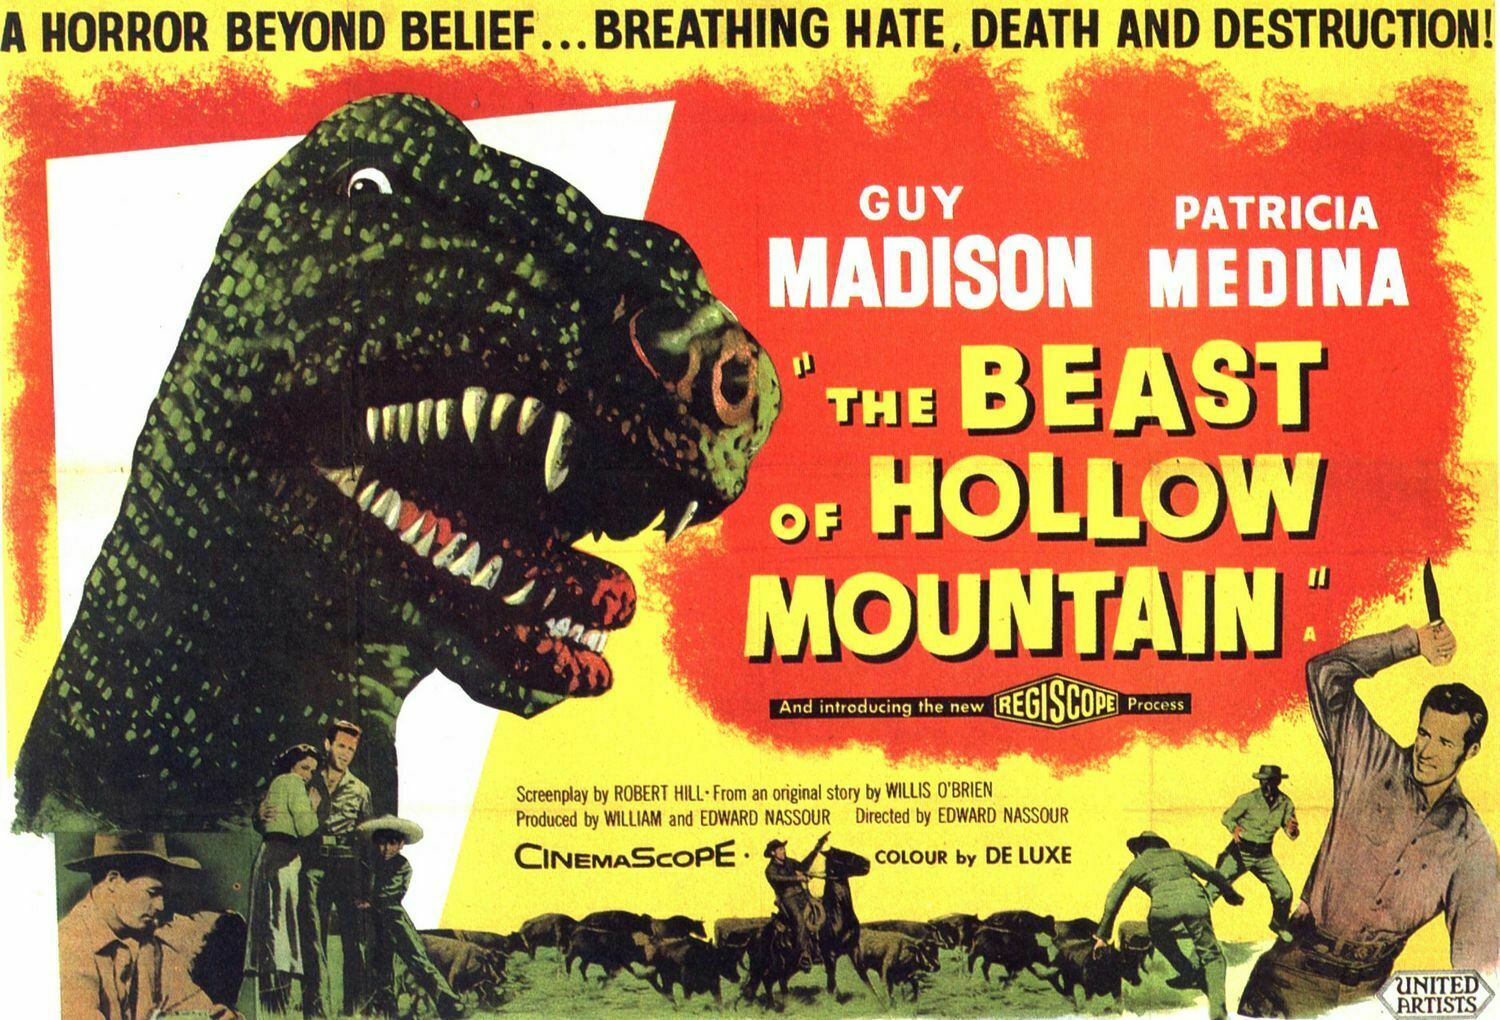 A HORROR BEYOND BELIEF... BREATHING HATE, DEATH AND DESTRUCTION!
GUY
MADISON
PATRICIA
MEDINA
"THE BEAST
OF HOLLOW
MOUNTAIN"
A
And introducing the new REGISCOPE Process
Screenplay by ROBERT HILL · From an original story by WILLIS O'BRIEN
Produced by WILLIAM and EDWARD NASSOUR Directed by EDWARD NASSOUR
CINEMASCOPE · COLOUR by DE LUXE
UNITED
ARTISTS